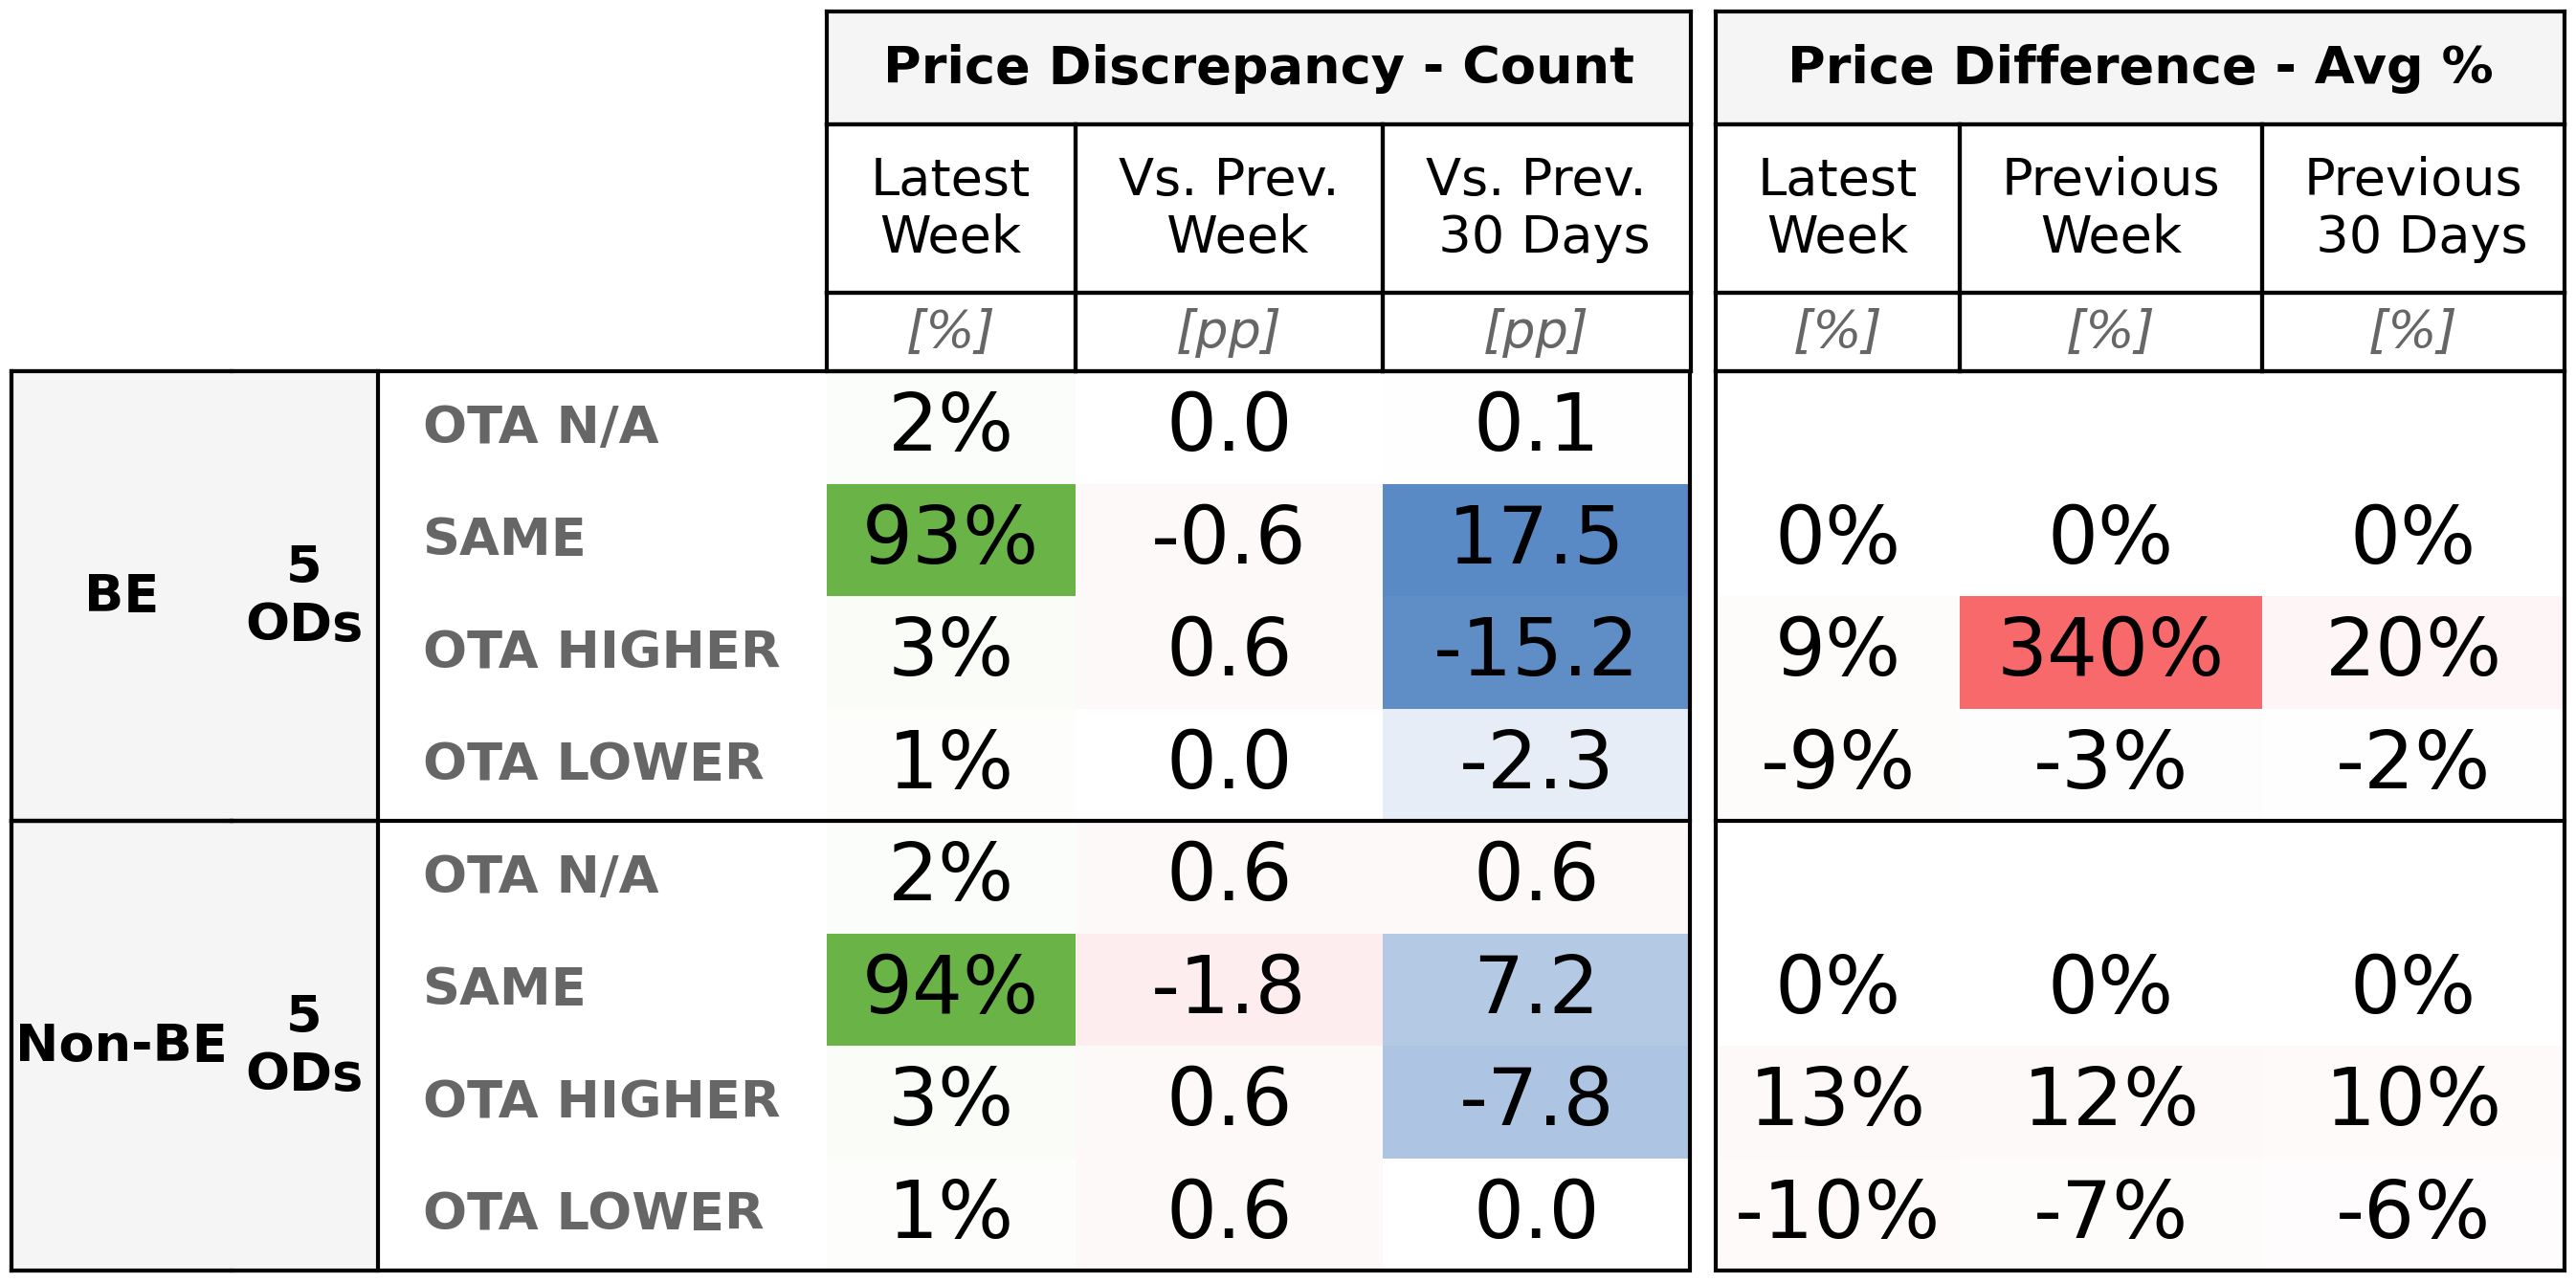 Price Discrepancy - Count Price Difference - Avg %
Latest Week Vs. Prev. Week Vs. Prev. 30 Days Latest Week Previous Week Previous 30 Days
[%] [pp] [pp] [%] [%] [%]
BE 5 ODs
OTA N/A 2% 0.0 0.1
SAME 93% -0.6 17.5 0% 0% 0%
OTA HIGHER 3% 0.6 -15.2 9% 340% 20%
OTA LOWER 1% 0.0 -2.3 -9% -3% -2%
Non-BE 5 ODs
OTA N/A 2% 0.6 0.6
SAME 94% -1.8 7.2 0% 0% 0%
OTA HIGHER 3% 0.6 -7.8 13% 12% 10%
OTA LOWER 1% 0.6 0.0 -10% -7% -6%